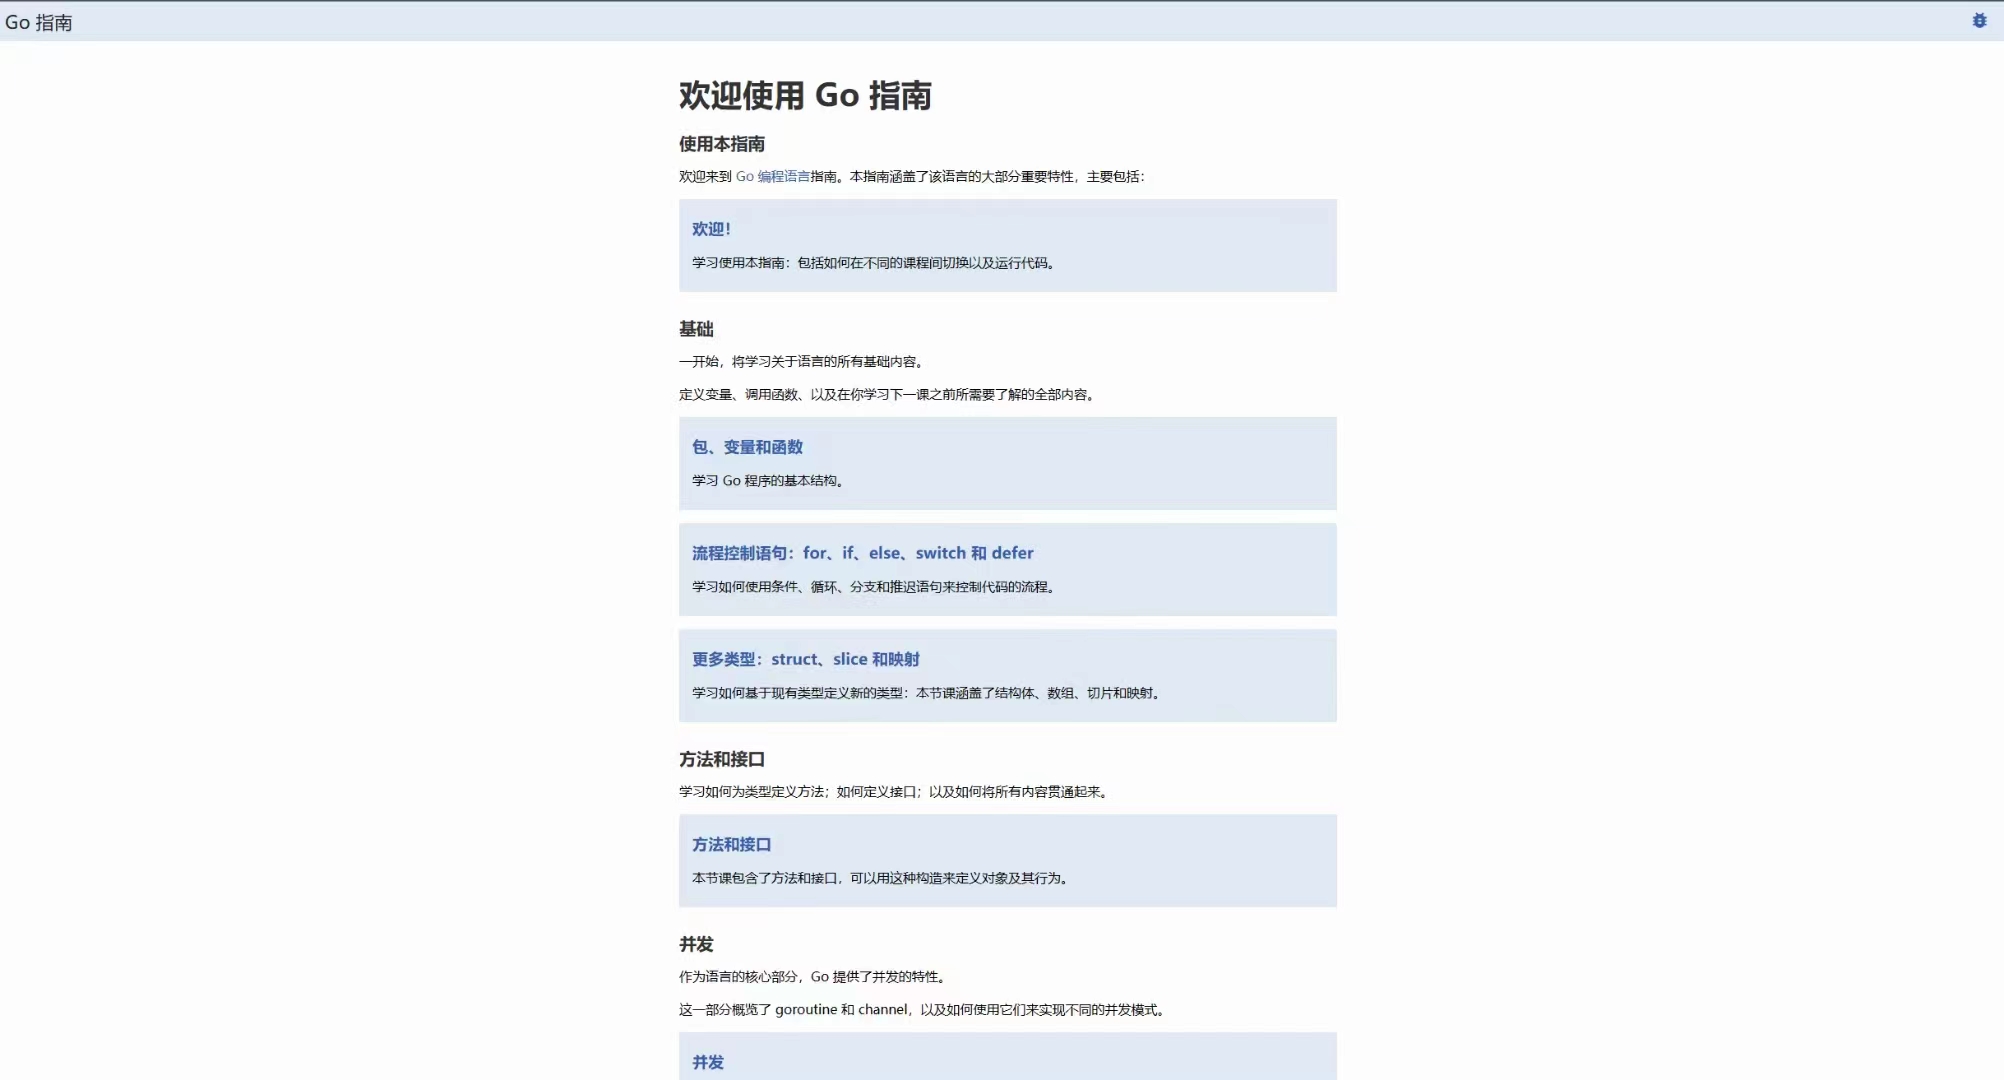 Go 指南
欢迎使用 Go 指南
使用本指南
欢迎来到 Go 编程语言指南。本指南涵盖了该语言的大部分重要特性，主要包括：
欢迎！
学习使用本指南：包括如何在不同的课程间切换以及运行代码。
基础
一开始，将学习关于语言的所有基础内容。
定义变量、调用函数、以及在你学习下一课之前所需要了解的全部内容。
包、变量和函数
学习 Go 程序的基本结构。
流程控制语句：for、if、else、switch 和 defer
学习如何使用条件、循环、分支和推迟语句来控制代码的流程。
更多类型：struct、slice 和映射
学习如何基于现有类型定义新的类型：本节课涵盖了结构体、数组、切片和映射。
方法和接口
学习如何为类型定义方法；如何定义接口；以及如何将所有内容贯通起来。
方法和接口
本节课包含了方法和接口，可以用这种构造来定义对象及其行为。
并发
作为语言的核心部分，Go 提供了并发的特性。
这一部分概览了 goroutine 和 channel，以及如何使用它们来实现不同的并发模式。
并发